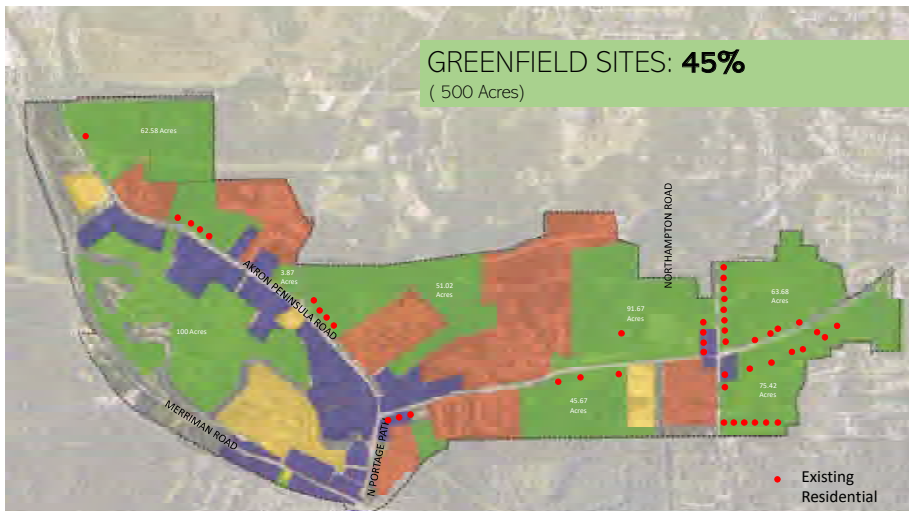 GREENFIELD SITES: 45%
( 500 Acres)
62.58 Acres
NORTHAMPTON ROAD
3.87
Acres
51.02
Acres
63.68
Acres
AKRON PENINSULA ROAD
91.67
Acres
100 Acres
75.42
Acres
45.67
Acres
MERRIMAN ROAD
N PORTAGE PATH
Existing
Residential